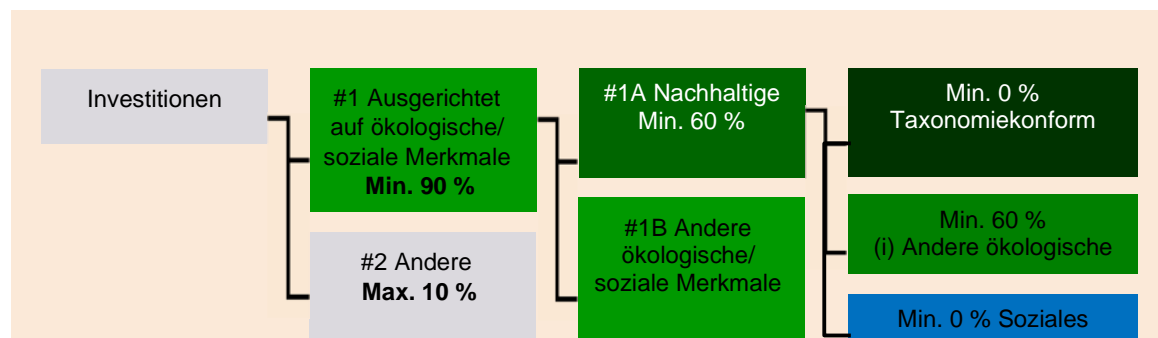 Investitionen
#1 Ausgerichtet
auf ökologische/
soziale Merkmale
Min. 90 %
#2 Andere
Max. 10 %
#1A Nachhaltige
Min. 60 %
#1B Andere
ökologische/
soziale Merkmale
Min. 0 %
Taxonomiekonform
Min. 60 %
(i) Andere ökologische
Min. 0 % Soziales